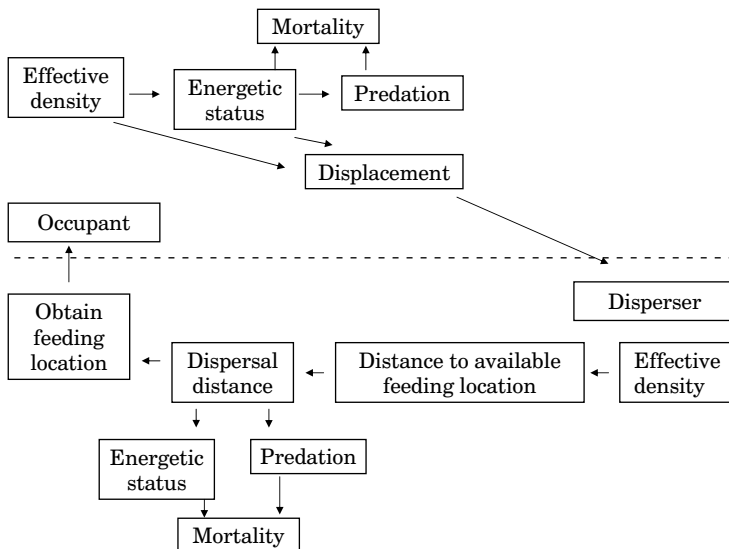 Mortality
Effective
density
Energetic
status
Predation
Displacement
Occupant
Disperser
Obtain
feeding
location
Dispersal
distance
Distance to available
feeding location
Effective
density
Energetic
status
Predation
Mortality